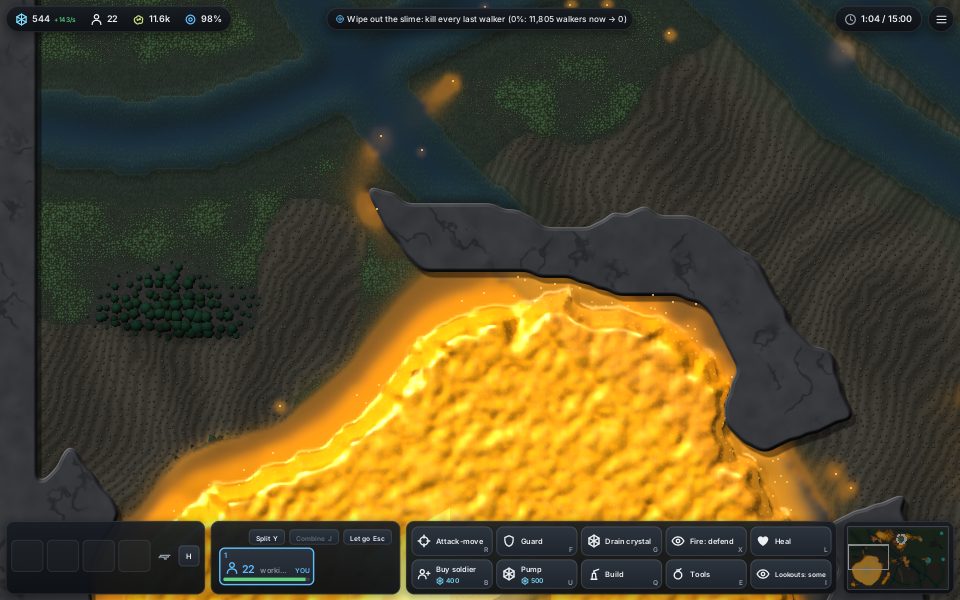 544 +143/s 22 11.6k 98%
Wipe out the slime: kill every last walker (0%: 11,805 walkers now → 0)
1:04 / 15:00
H
Split Y Combine J Let go Esc
1
22 worki... YOU
Attack-move R
Guard F
Drain crystal G
Fire: defend X
Heal L
Buy soldier 400 B
Pump 500 U
Build Q
Tools E
Lookouts: some I